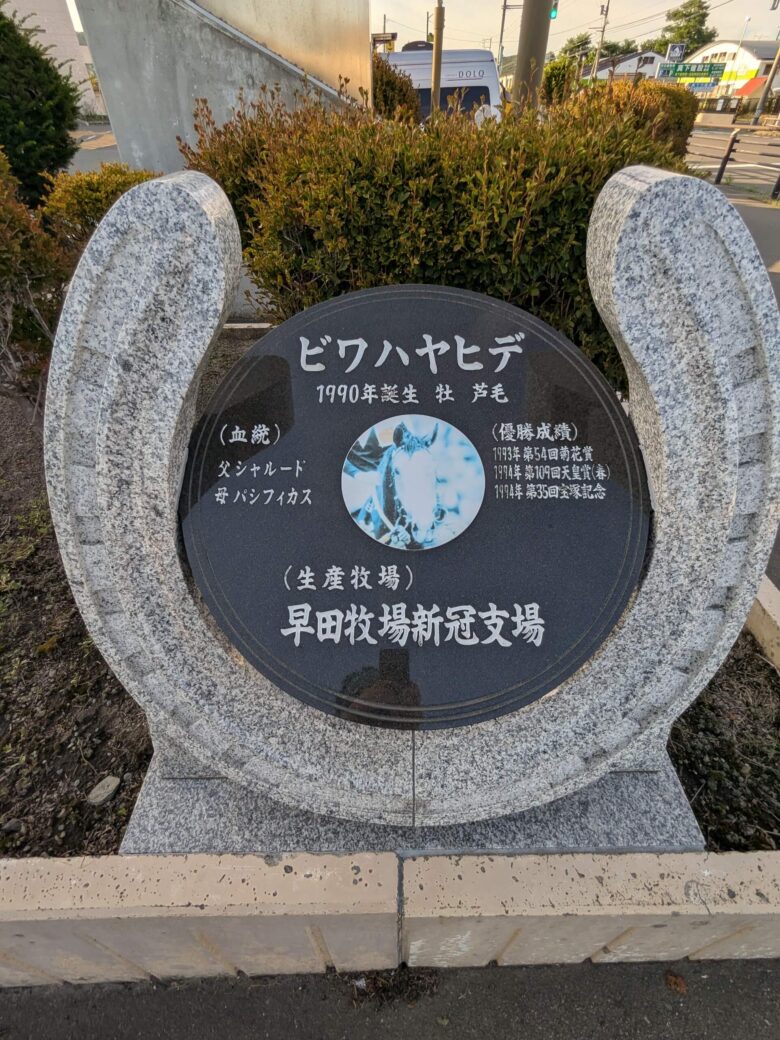 DOLQ
ビワハヤヒデ
1990年誕生 牡 芦毛
(血統)
父 シャルード
母 パシフィカス
(優勝成績)
1993年 第54回菊花賞
1994年 第109回天皇賞(春)
1994年 第35回宝塚記念
(生産牧場)
早田牧場新冠支場